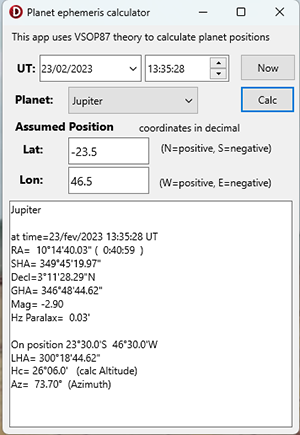 Planet ephemeris calculator
This app uses VSOP87 theory to calculate planet positions
UT: 23/02/2023 13:35:28 Now
Planet: Jupiter Calc
Assumed Position coordinates in decimal
Lat: -23.5 (N=positive, S=negative)
Lon: 46.5 (W=positive, E=negative)
Jupiter
at time=23/fev/2023 13:35:28 UT
RA= 10°14'40.03" ( 0:40:59 )
SHA= 349°45'19.97"
Decl=3°11'28.29"N
GHA= 346°48'44.62"
Mag= -2.90
Hz Paralax= 0.03'
On position 23°30.0'S 46°30.0'W
LHA= 300°18'44.62"
Hc= 26°06.0' (calc Altitude)
Az= 73.70° (Azimuth)